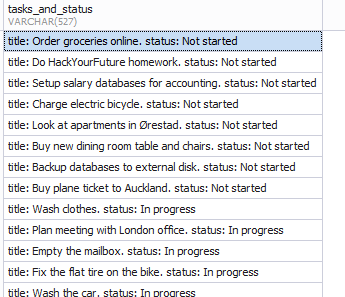 tasks_and_status
VARCHAR(527)
title: Order groceries online. status: Not started
title: Do HackYourFuture homework. status: Not started
title: Setup salary databases for accounting. status: Not started
title: Charge electric bicycle. status: Not started
title: Look at apartments in Ørestad. status: Not started
title: Buy new dining room table and chairs. status: Not started
title: Backup databases to external disk. status: Not started
title: Buy plane ticket to Auckland. status: Not started
title: Wash clothes. status: In progress
title: Plan meeting with London office. status: In progress
title: Empty the mailbox. status: In progress
title: Fix the flat tire on the bike. status: In progress
title: Wash the car. status: In progress